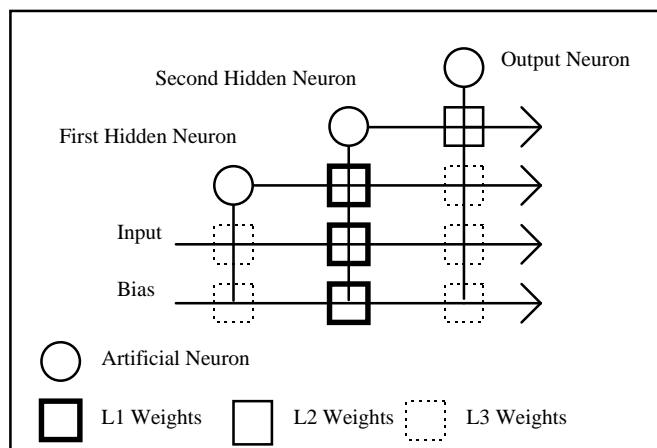 Output Neuron
Second Hidden Neuron
First Hidden Neuron
Input
Bias
Artificial Neuron
L1 Weights L2 Weights L3 Weights